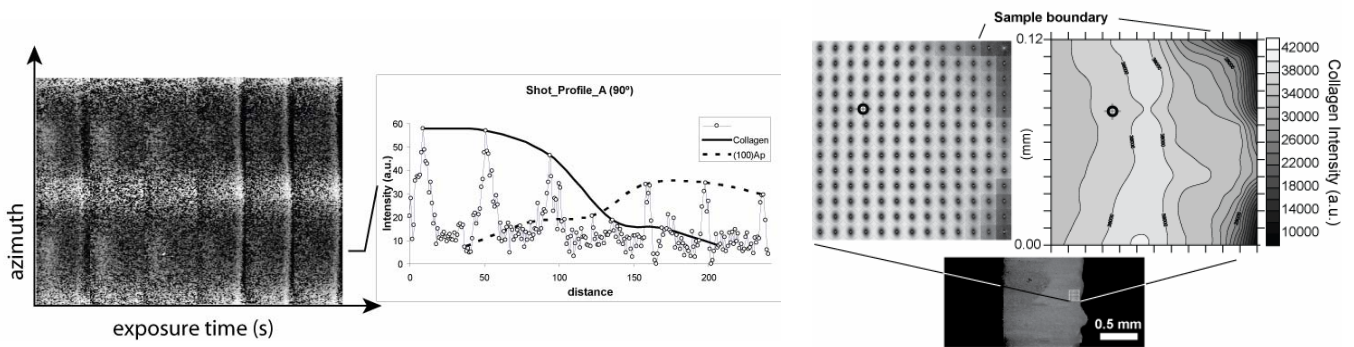 azimuth
exposure time (s)
Shot_Profile_A (90º)
Intensity (a.u.)
60
50
40
30
20
10
0
0
50
100
150
200
distance
Collagen
(100)Ap
Sample boundary
0.12
(mm)
0.00
42000
38000
34000
30000
26000
22000
18000
14000
10000
Collagen Intensity (a.u.)
0.5 mm